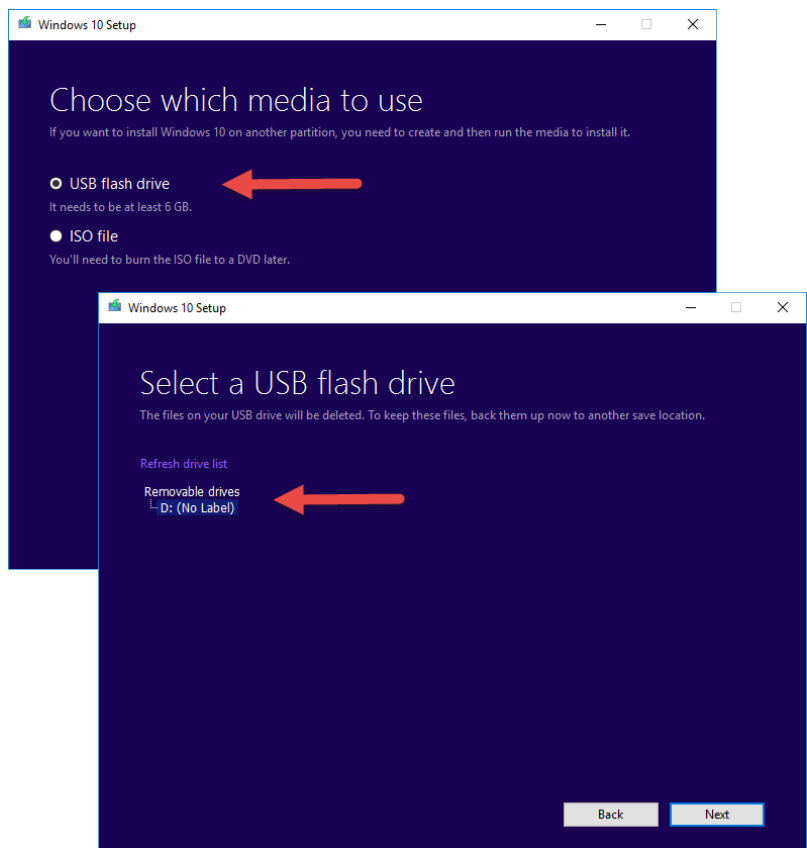 Windows 10 Setup
Choose which media to use
If you want to install Windows 10 on another partition, you need to create and then run the media to install it.
USB flash drive
It needs to be at least 6 GB.
ISO file
You'll need to burn the ISO file to a DVD later.
Windows 10 Setup
Select a USB flash drive
The files on your USB drive will be deleted. To keep these files, back them up now to another save location.
Refresh drive list
Removable drives
D: (No Label)
Back
Next